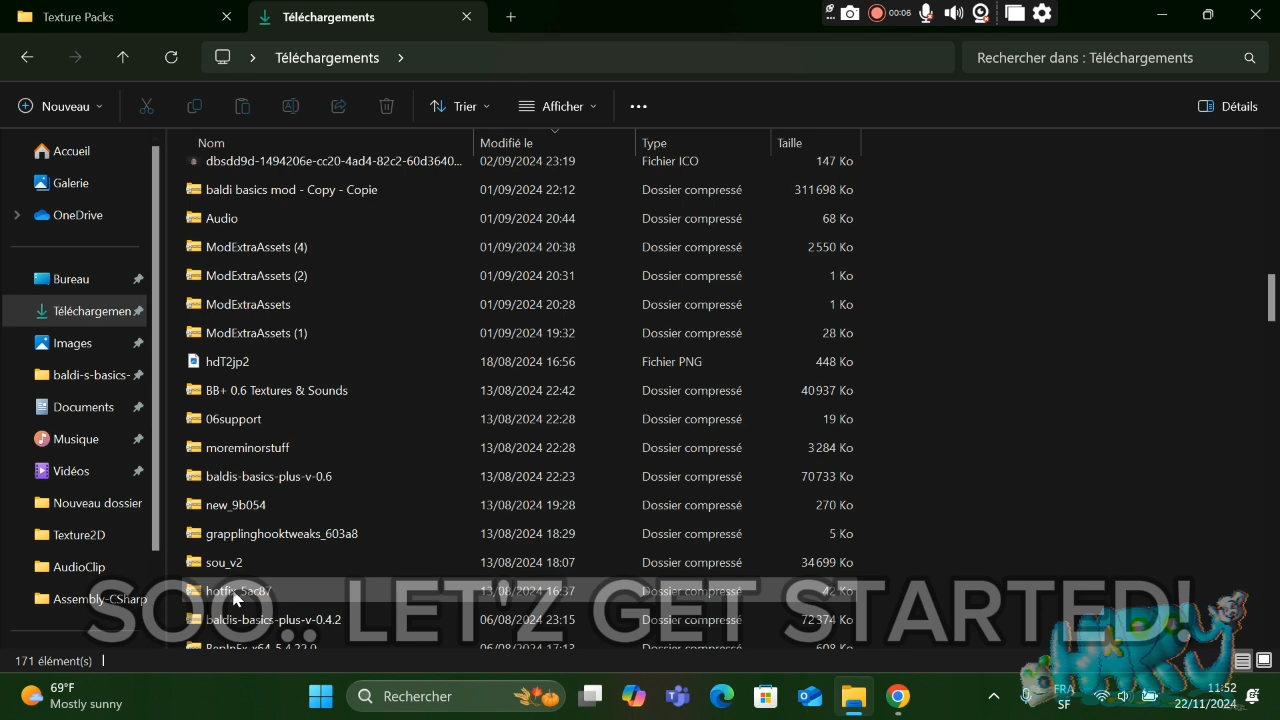 Texture Packs
Téléchargements
00:06
Téléchargements
Rechercher dans : Téléchargements
Nouveau
Trier
Afficher
Détails
Nom Modifié le Type Taille
dbsdd9d-1494206e-cc20-4ad4-82c2-60d3640... 02/09/2024 23:19 Fichier ICO 147 Ko
baldi basics mod - Copy - Copie 01/09/2024 22:12 Dossier compressé 311 698 Ko
Audio 01/09/2024 20:44 Dossier compressé 68 Ko
ModExtraAssets (4) 01/09/2024 20:38 Dossier compressé 2 550 Ko
ModExtraAssets (2) 01/09/2024 20:31 Dossier compressé 1 Ko
ModExtraAssets 01/09/2024 20:28 Dossier compressé 1 Ko
ModExtraAssets (1) 01/09/2024 19:32 Dossier compressé 28 Ko
hdT2jp2 18/08/2024 16:56 Fichier PNG 448 Ko
BB+ 0.6 Textures & Sounds 13/08/2024 22:42 Dossier compressé 40 937 Ko
06support 13/08/2024 22:28 Dossier compressé 19 Ko
moreminorstuff 13/08/2024 22:28 Dossier compressé 3 284 Ko
baldis-basics-plus-v-0.6 13/08/2024 22:23 Dossier compressé 70 733 Ko
new_9b054 13/08/2024 19:28 Dossier compressé 270 Ko
grapplinghooktweaks_603a8 13/08/2024 18:29 Dossier compressé 5 Ko
sou_v2 13/08/2024 18:07 Dossier compressé 34 699 Ko
hotfix_5ac87 13/08/2024 16:37 Dossier compressé 42 Ko
baldis-basics-plus-v-0.4.2 06/08/2024 23:15 Dossier compressé 72 374 Ko
BepInEx_x64_5.4.22.0 06/08/2024 17:13 Dossier compressé 608 Ko
Accueil
Galerie
OneDrive
Bureau
Téléchargemen
Images
baldi-s-basics-
Documents
Musique
Vidéos
Nouveau dossier
Texture2D
AudioClip
Assembly-CSharp
SOO.. LET'Z GET STARTED!
171 élément(s)
69°F
Mostly sunny
Rechercher
FRA
SF
11:52
22/11/2024